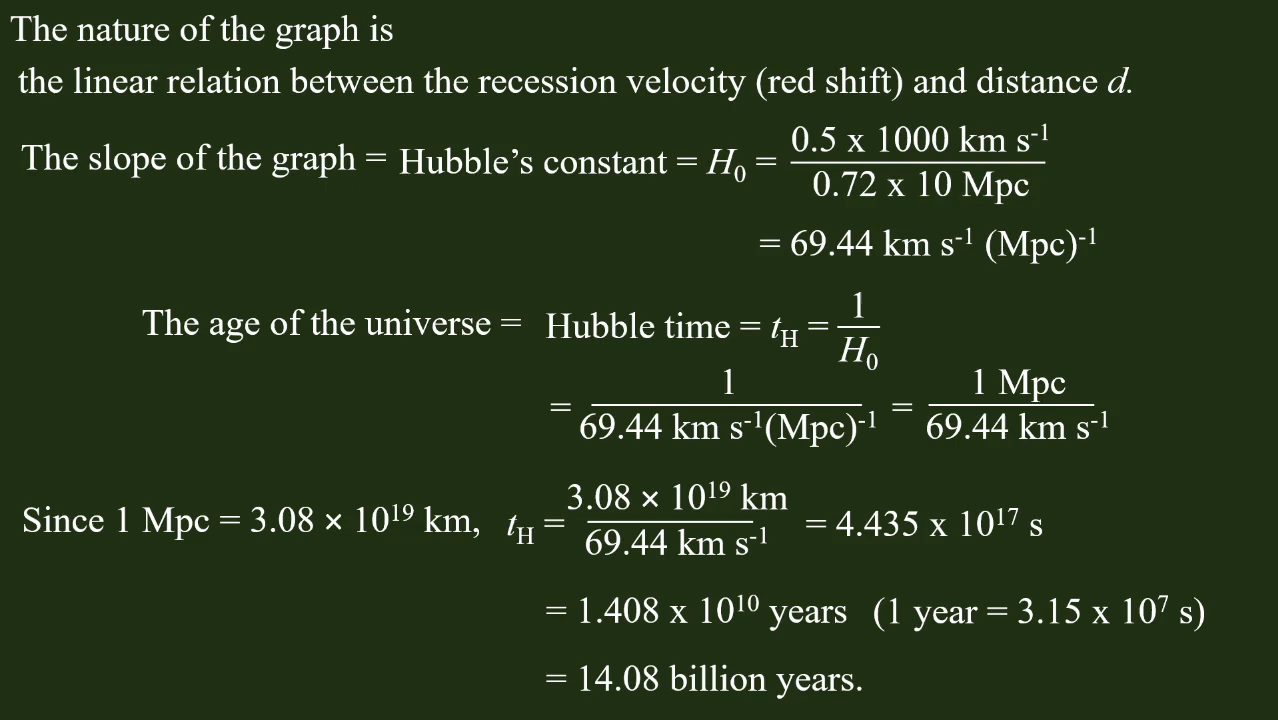 The nature of the graph is
the linear relation between the recession velocity (red shift) and distance d.
The slope of the graph = Hubble’s constant = H₀ = 0.5 x 1000 km s⁻¹ / 0.72 x 10 Mpc
= 69.44 km s⁻¹ (Mpc)⁻¹
The age of the universe = Hubble time = t_H = 1 / H₀
= 1 / 69.44 km s⁻¹(Mpc)⁻¹ = 1 Mpc / 69.44 km s⁻¹
Since 1 Mpc = 3.08 × 10¹⁹ km, t_H = 3.08 × 10¹⁹ km / 69.44 km s⁻¹ = 4.435 x 10¹⁷ s
= 1.408 x 10¹⁰ years (1 year = 3.15 x 10⁷ s)
= 14.08 billion years.